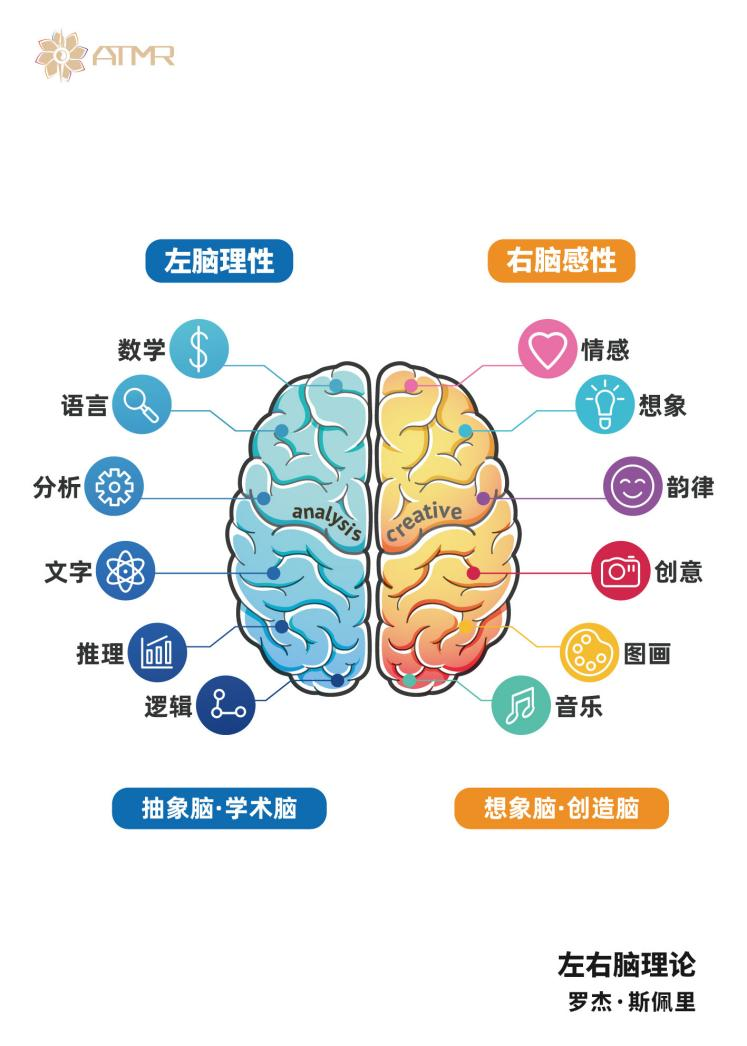 ATMR
左脑理性
右脑感性
数学
情感
语言
想象
分析
韵律
analysis
creative
文字
创意
推理
图画
逻辑
音乐
抽象脑·学术脑
想象脑·创造脑
左右脑理论
罗杰·斯佩里